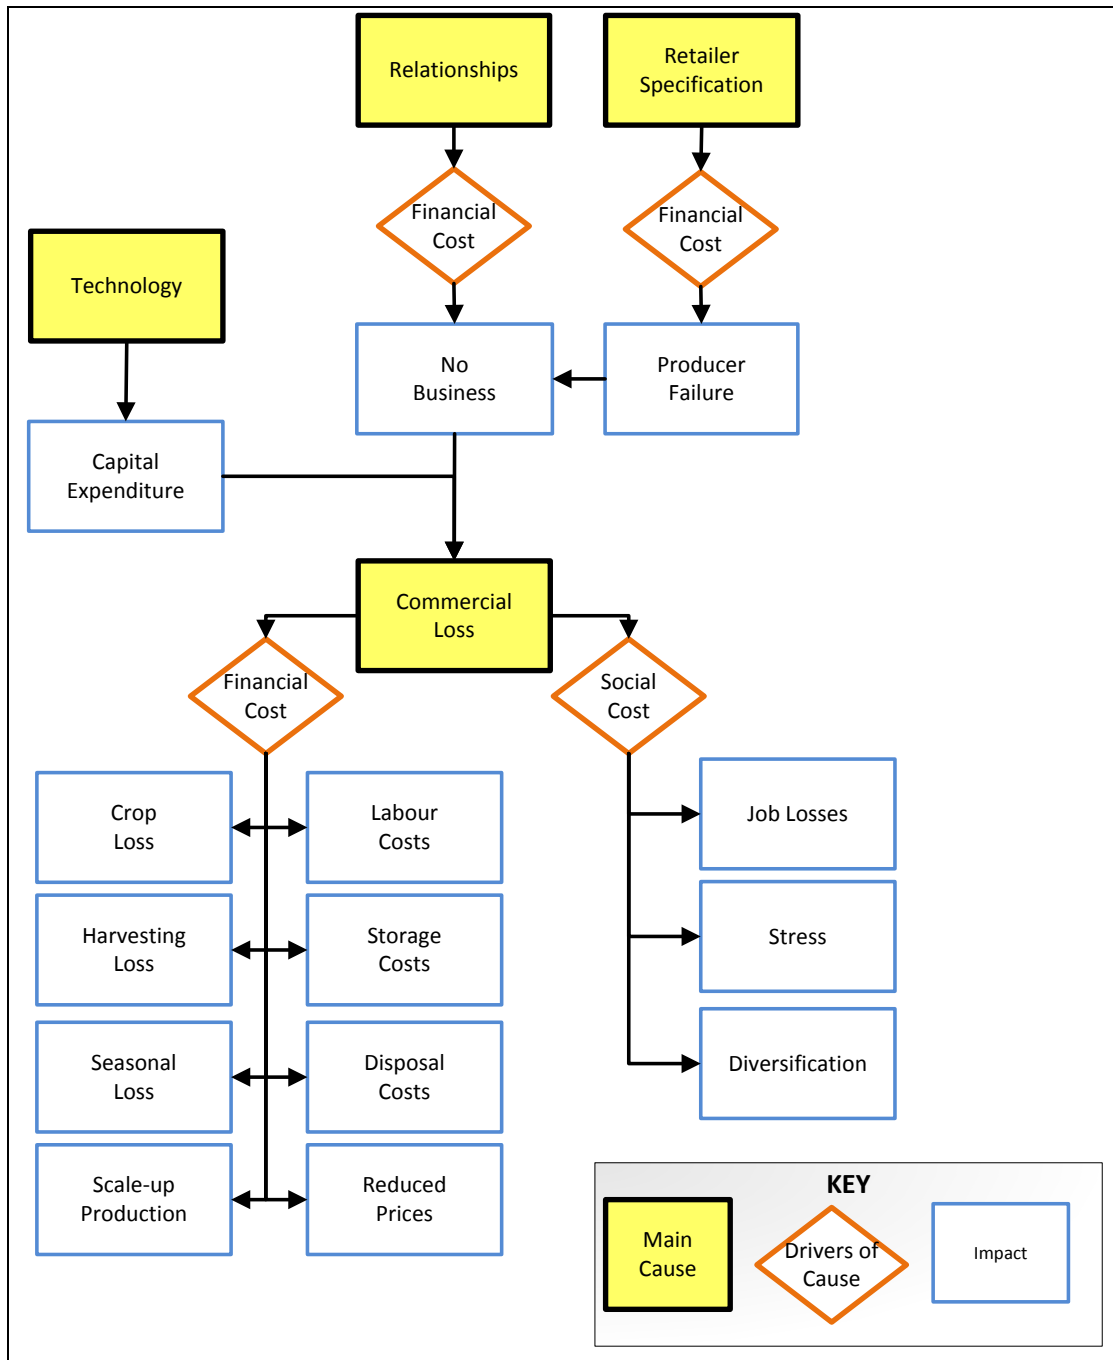 Relationships
Retailer
Specification
Financial
Cost
Financial
Cost
Technology
No
Business
Producer
Failure
Capital
Expenditure
Commercial
Loss
Financial
Cost
Social
Cost
Crop
Loss
Labour
Costs
Job Losses
Harvesting
Loss
Storage
Costs
Stress
Seasonal
Loss
Disposal
Costs
Diversification
Scale-up
Production
Reduced
Prices
KEY
Main
Cause
Drivers of
Cause
Impact